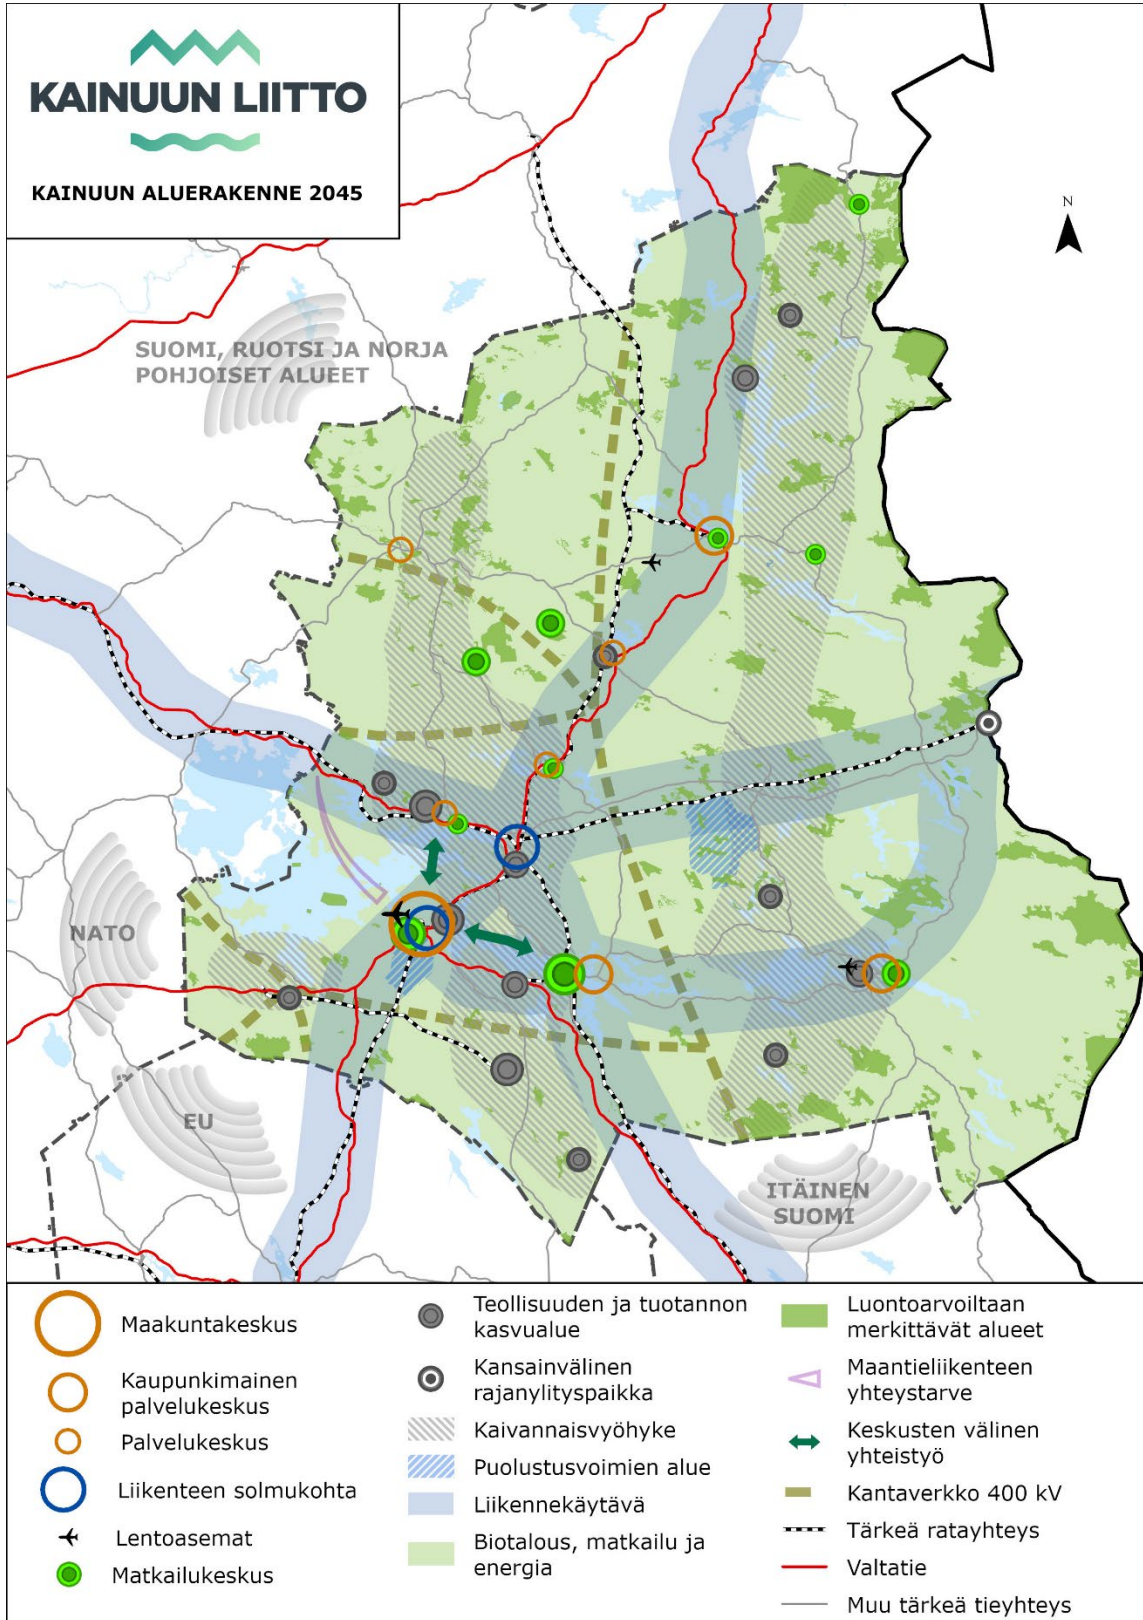 KAINUUN LIITTO
KAINUUN ALUERAKENNE 2045
N
SUOMI, RUOTSI JA NORJA
POHJOISET ALUEET
NATO
EU
ITÄINEN
SUOMI
Maakuntakeskus
Kaupunkimainen
palvelukeskus
Palvelukeskus
Liikenteen solmukohta
Lentoasemat
Matkailukeskus
Teollisuuden ja tuotannon
kasvualue
Kansainvälinen
rajanylityspaikka
Kaivannaisvyöhyke
Puolustusvoimien alue
Liikennekäytävä
Biotalous, matkailu ja
energia
Luontoarvoiltaan
merkittävät alueet
Maantieliikenteen
yhteystarve
Keskusten välinen
yhteistyö
Kantaverkko 400 kV
Tärkeä ratayhteys
Valtatie
Muu tärkeä tieyhteys